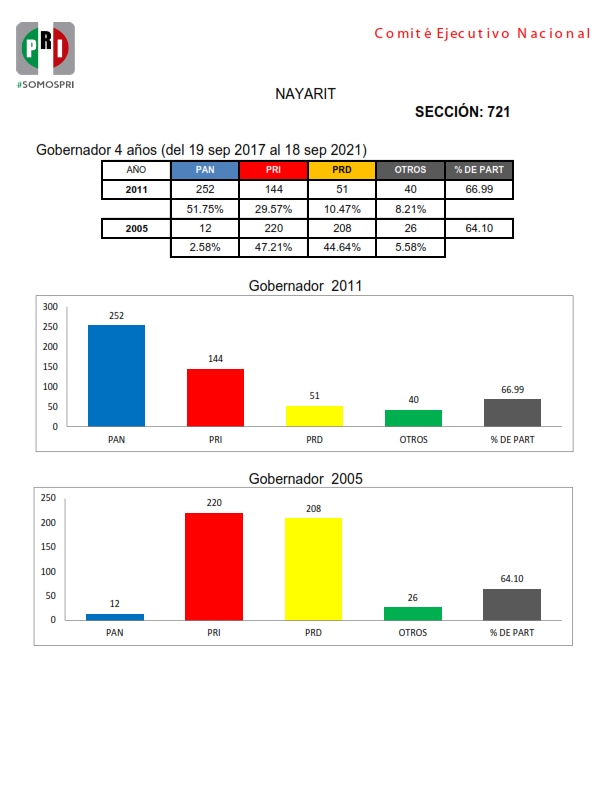 Comité Ejecutivo Nacional
PRI
#SOMOSPRI
NAYARIT
SECCIÓN: 721
Gobernador 4 años (del 19 sep 2017 al 18 sep 2021)
AÑO PAN PRI PRD OTROS % DE PART
2011 252 144 51 40 66.99
51.75% 29.57% 10.47% 8.21%
2005 12 220 208 26 64.10
2.58% 47.21% 44.64% 5.58%
Gobernador 2011
300
250
200
150
100
50
0
252
144
51
40
66.99
PAN PRI PRD OTROS % DE PART
Gobernador 2005
250
200
150
100
50
0
12
220
208
26
64.10
PAN PRI PRD OTROS % DE PART